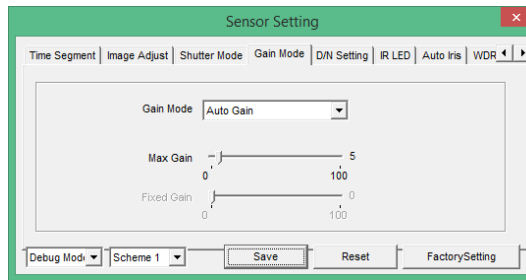 Sensor Setting
Time Segment Image Adjust Shutter Mode Gain Mode D/N Setting IR LED Auto Iris WDR
Gain Mode Auto Gain
Max Gain 5
0 100
Fixed Gain 0
0 100
Debug Mode Scheme 1 Save Reset FactorySetting